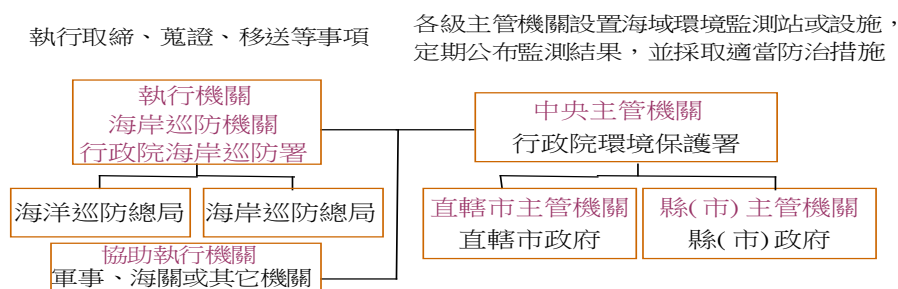 執行取締、蒐證、移送等事項
各級主管機關設置海域環境監測站或設施，
定期公布監測結果，並採取適當防治措施
執行機關
海岸巡防機關
行政院海岸巡防署
中央主管機關
行政院環境保護署
海洋巡防總局
海岸巡防總局
直轄市主管機關
直轄市政府
縣(市)主管機關
縣(市)政府
協助執行機關
軍事、海關或其它機關